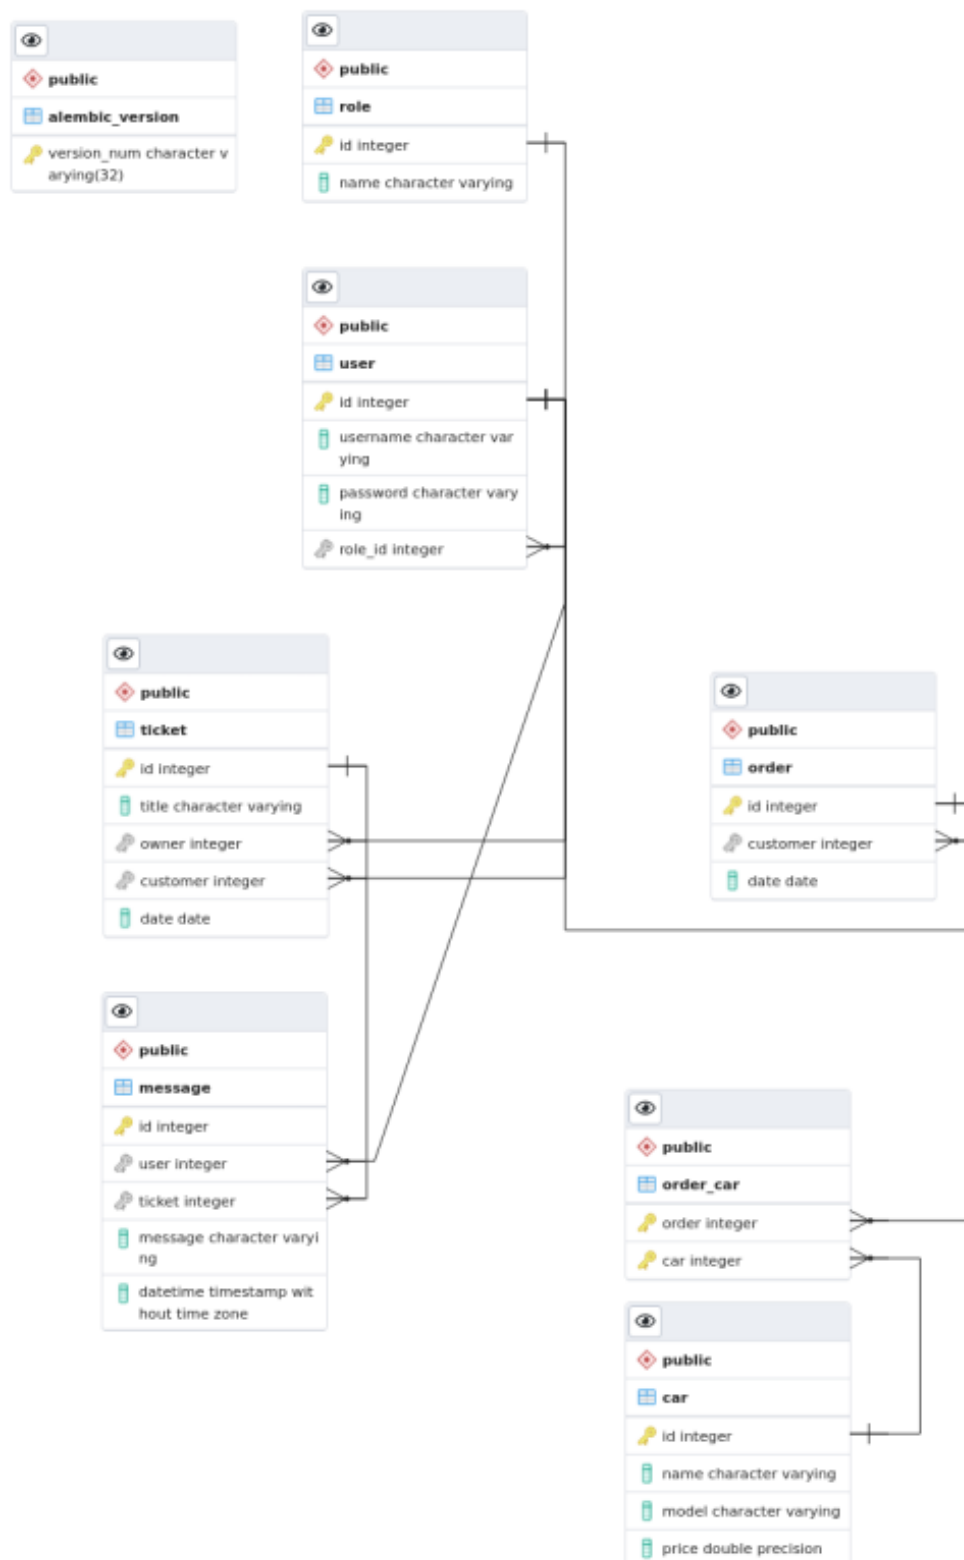 public
alembic_version
version_num character v
arying(32)
public
role
id integer
name character varying
public
user
id integer
username character var
ying
password character vary
ing
role_id integer
public
ticket
id integer
title character varying
owner integer
customer integer
date date
public
order
id integer
customer integer
date date
public
message
id integer
user integer
ticket integer
message character varyi
ng
datetime timestamp wit
hout time zone
public
order_car
order integer
car integer
public
car
id integer
name character varying
model character varying
price double precision